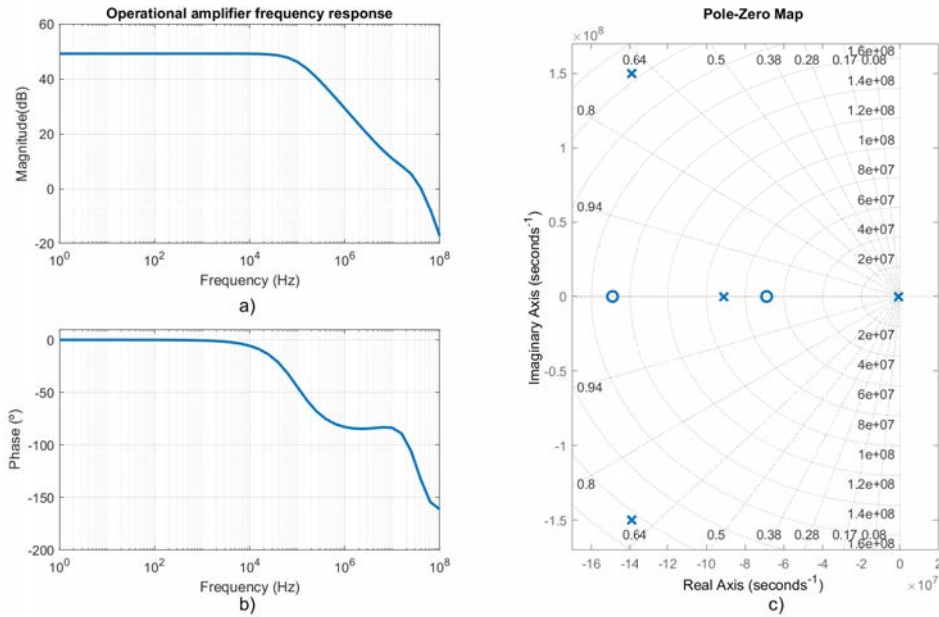 Operational amplifier frequency response
60
40
20
0
-20
Magnitude(dB)
10^0
10^2
10^4
10^6
10^8
Frequency (Hz)
a)
0
-50
-100
-150
-200
Phase (º)
10^0
10^2
10^4
10^6
10^8
Frequency (Hz)
b)
Pole-Zero Map
×10^8
1.5
1
0.5
0
-0.5
-1
-1.5
Imaginary Axis (seconds^-1)
0.64
0.5
0.38
0.28
0.17
0.08
1.6e+08
1.4e+08
0.8
1.2e+08
1e+08
8e+07
0.94
6e+07
4e+07
2e+07
2e+07
4e+07
0.94
6e+07
8e+07
1e+08
0.8
1.2e+08
1.4e+08
0.64
0.5
0.38
0.28
0.17
0.08
1.6e+08
-16
-14
-12
-10
-8
-6
-4
-2
0
2
Real Axis (seconds^-1)
×10^7
c)